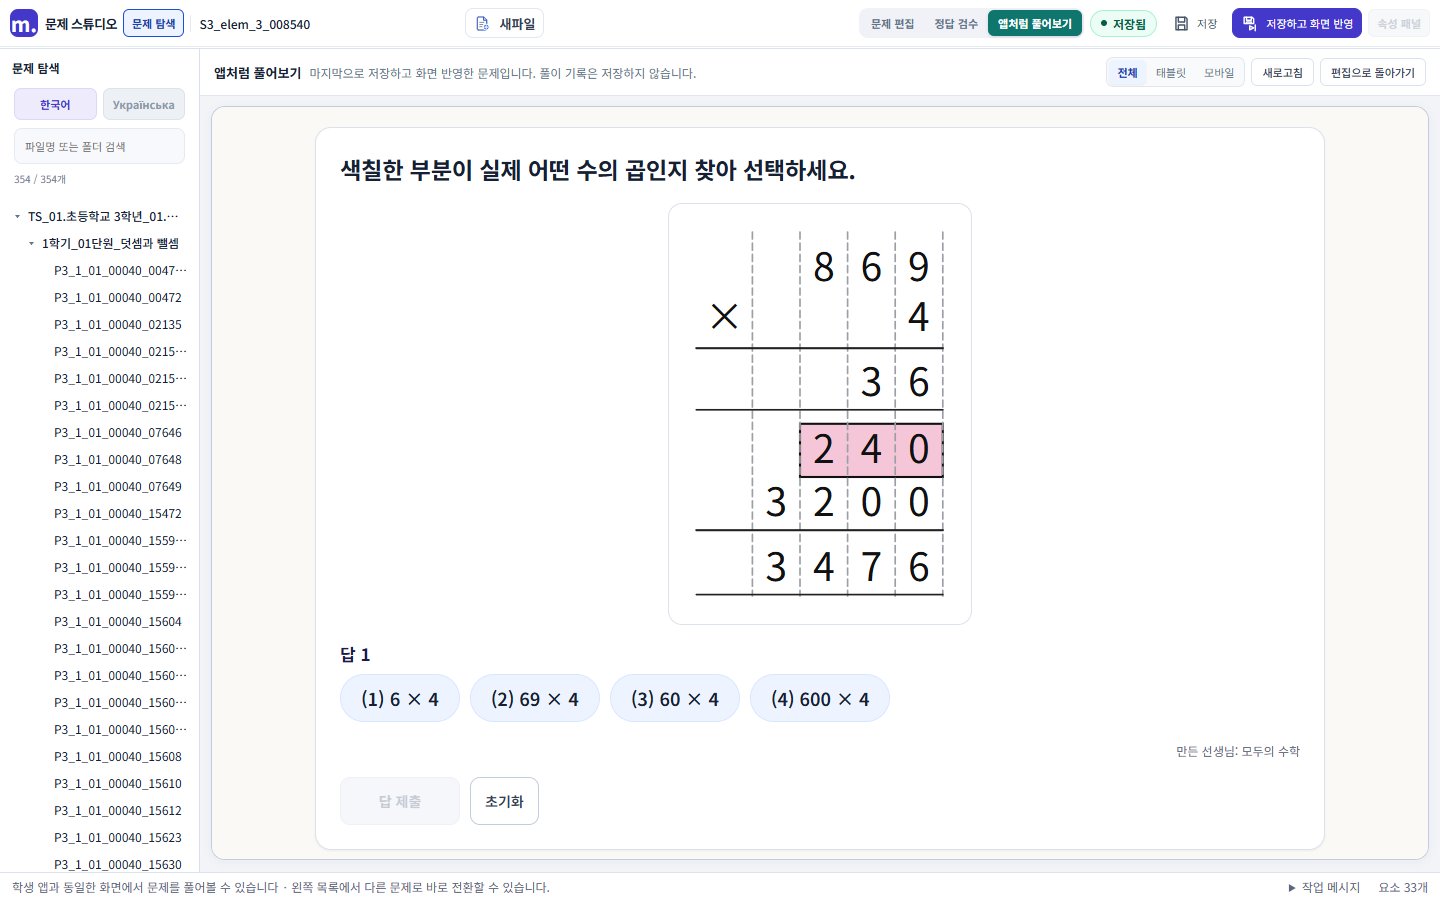 m. 문제 스튜디오 문제 탐색 S3_elem_3_008540 새파일 문제 편집 정답 검수 앱처럼 풀어보기 저장됨 저장 저장하고 화면 반영 속성 패널
문제 탐색
한국어 Українська
파일명 또는 폴더 검색
354 / 354개
TS_01.초등학교 3학년_01.…
1학기_01단원_덧셈과 뺄셈
P3_1_01_00040_0047…
P3_1_01_00040_00472
P3_1_01_00040_02135
P3_1_01_00040_0215…
P3_1_01_00040_0215…
P3_1_01_00040_0215…
P3_1_01_00040_07646
P3_1_01_00040_07648
P3_1_01_00040_07649
P3_1_01_00040_15472
P3_1_01_00040_1559…
P3_1_01_00040_1559…
P3_1_01_00040_1559…
P3_1_01_00040_15604
P3_1_01_00040_1560…
P3_1_01_00040_1560…
P3_1_01_00040_1560…
P3_1_01_00040_1560…
P3_1_01_00040_15608
P3_1_01_00040_15610
P3_1_01_00040_15612
P3_1_01_00040_15623
P3_1_01_00040_15630
앱처럼 풀어보기 마지막으로 저장하고 화면 반영한 문제입니다. 풀이 기록은 저장하지 않습니다. 전체 태블릿 모바일 새로고침 편집으로 돌아가기
색칠한 부분이 실제 어떤 수의 곱인지 찾아 선택하세요.
8 6 9
× 4
3 6
2 4 0
3 2 0 0
3 4 7 6
답 1
(1) 6 × 4 (2) 69 × 4 (3) 60 × 4 (4) 600 × 4
만든 선생님: 모두의 수학
답 제출 초기화
학생 앱과 동일한 화면에서 문제를 풀어볼 수 있습니다 · 왼쪽 목록에서 다른 문제로 바로 전환할 수 있습니다. ▶ 작업 메시지 요소 33개